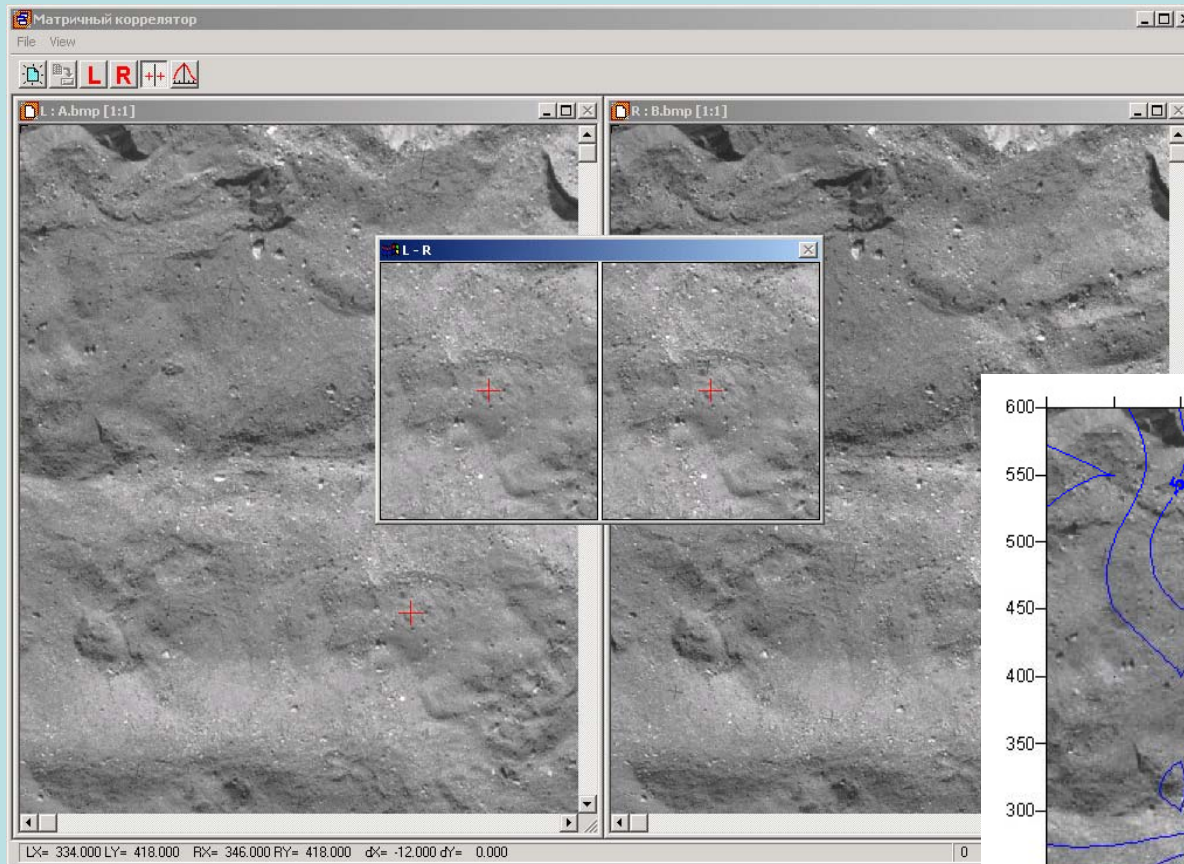 Матричный коррелятор
File View
L R
L : A.bmp [1:1]
R : B.bmp [1:1]
L - R
600
550
500
450
400
350
300
LX= 334.000 LY= 418.000 RX= 346.000 RY= 418.000 dX= -12.000 dY= 0.000
0